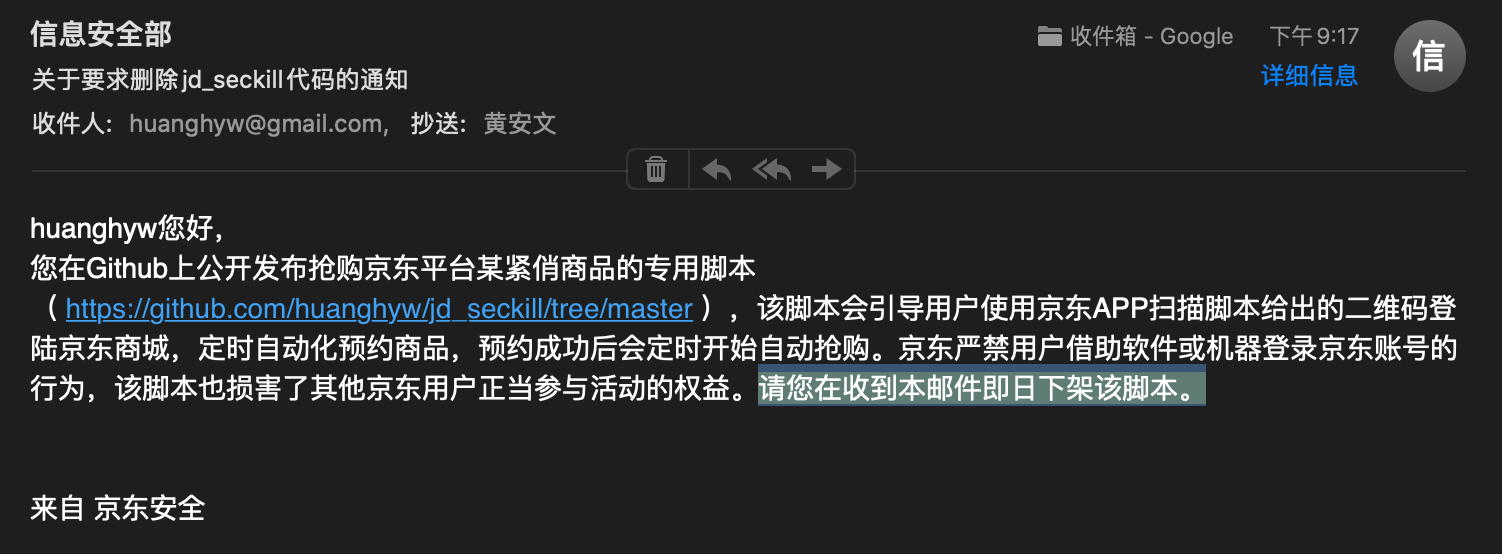 信息安全部
收件箱 - Google 下午9:17
关于要求删除jd_seckill代码的通知
详细信息
信
收件人: huanghyw@gmail.com, 抄送: 黄安文
huanghyw您好，
您在Github上公开发布抢购京东平台某紧俏商品的专用脚本
（https://github.com/huanghyw/jd_seckill/tree/master），该脚本会引导用户使用京东APP扫描脚本给出的二维码登
陆京东商城，定时自动化预约商品，预约成功后会定时开始自动抢购。京东严禁用户借助软件或机器登录京东账号的
行为，该脚本也损害了其他京东用户正当参与活动的权益。请您在收到本邮件即日下架该脚本。
来自 京东安全